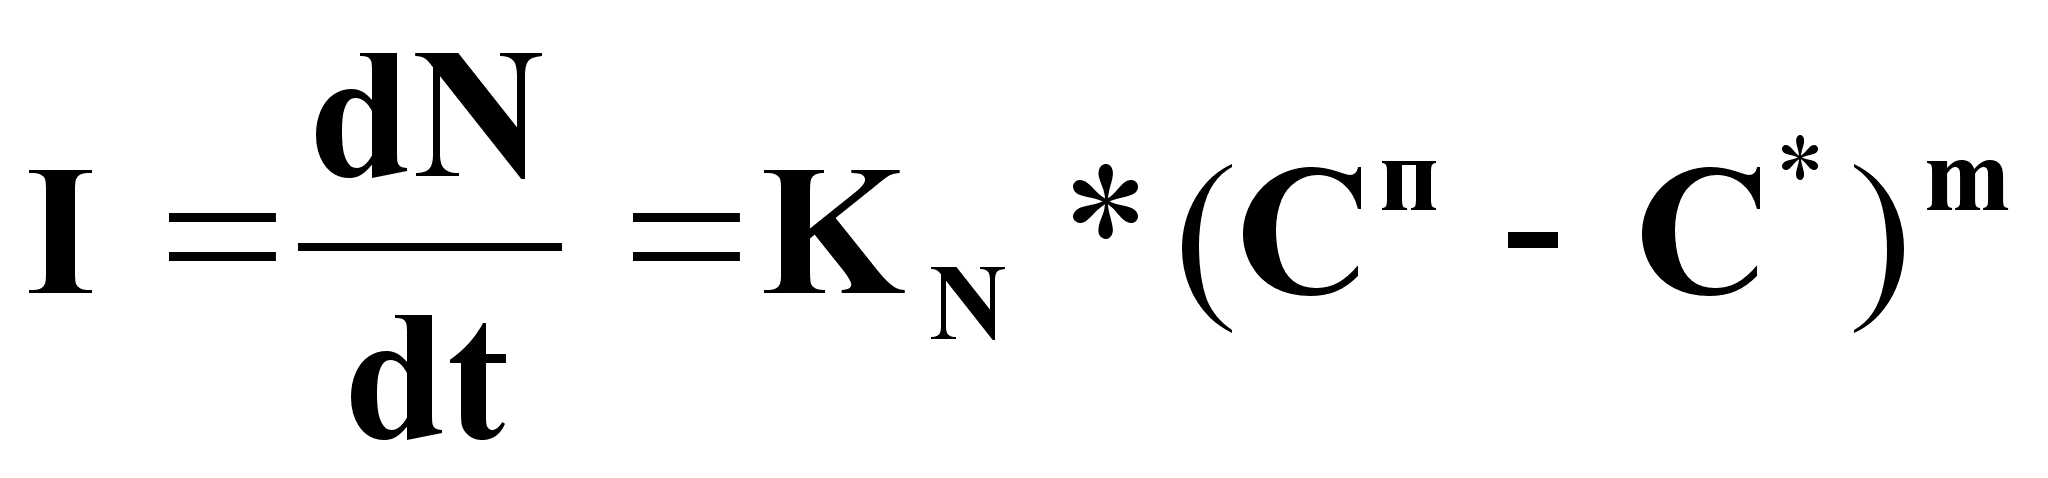 I = dN/dt = K_N * (C^п - C^*)^m